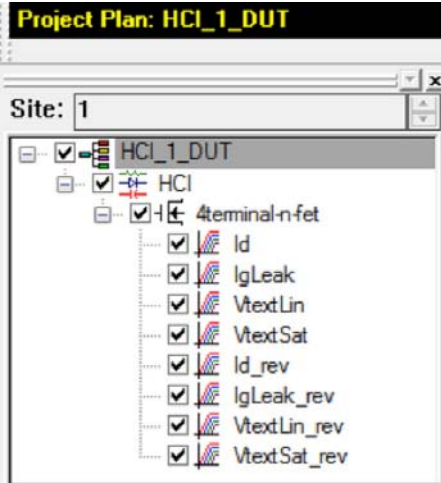 Project Plan: HCI_1_DUT
Site: 1
HCI_1_DUT
HCI
4terminal-n-fet
Id
IgLeak
VtextLin
VtextSat
Id_rev
IgLeak_rev
VtextLin_rev
VtextSat_rev